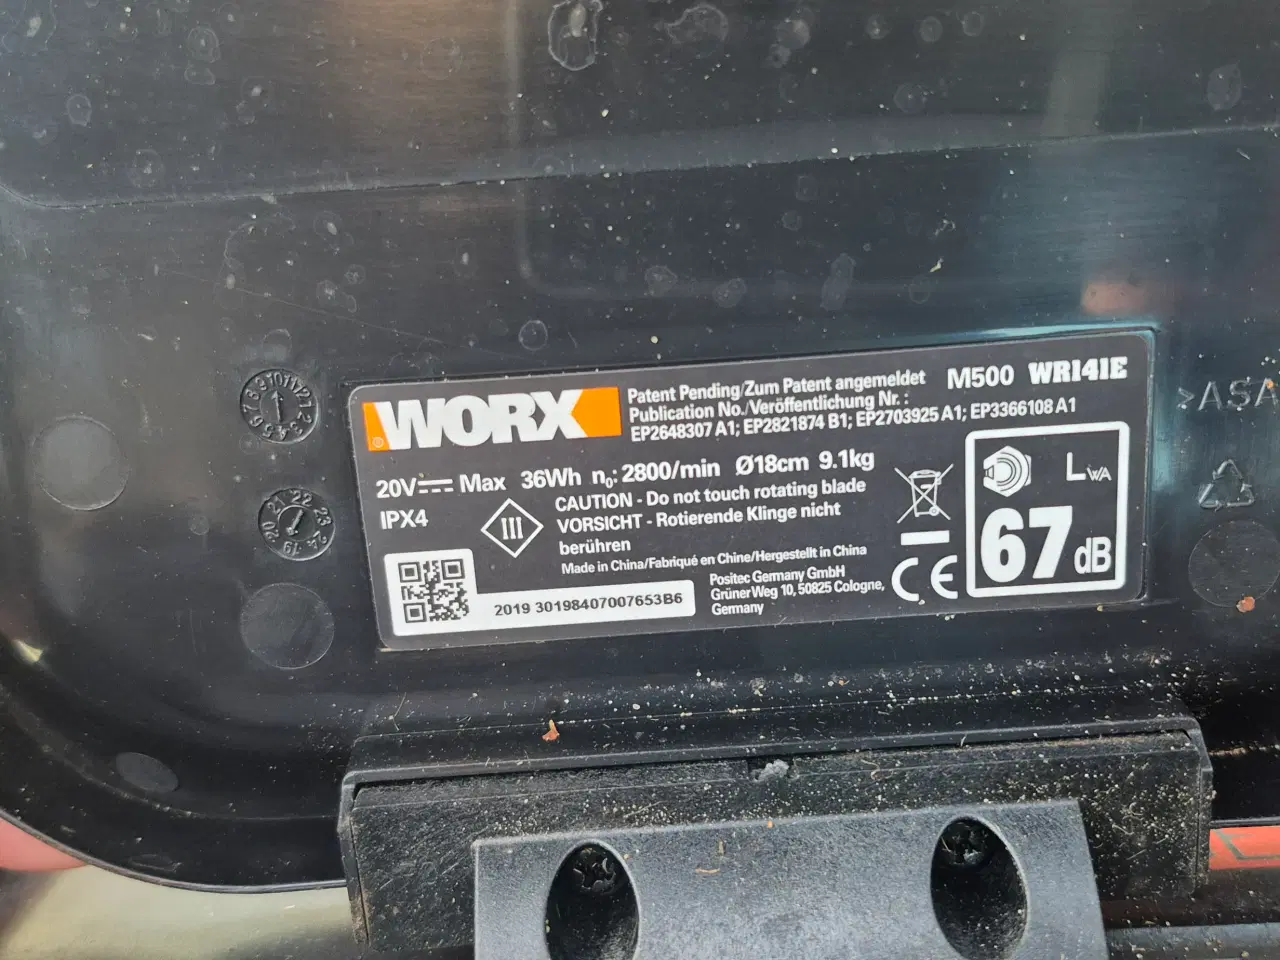 WORX
Patent Pending/Zum Patent angemeldet
M500 WR141E
Publication No./Veröffentlichung Nr. :
EP2648307 A1; EP2821874 B1; EP2703925 A1; EP3366108 A1
20V Max 36Wh n₀: 2800/min Ø18cm 9.1kg
IPX4
III
CAUTION - Do not touch rotating blade
VORSICHT - Rotierende Klinge nicht
berühren
Made in China/Fabriqué en Chine/Hergestellt in China
2019 30198407007653B6
Positec Germany GmbH
Grüner Weg 10, 50825 Cologne,
Germany
CE
LWA
67 dB
>ASA